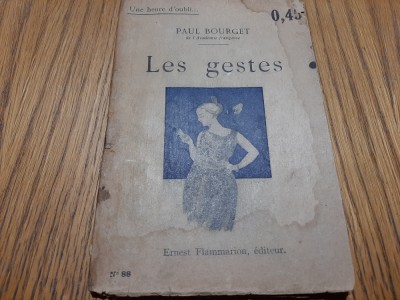 Une heure d'oubli...
0,45
PAUL BOURGET
de l'Académie française
Les gestes
Ernest Flammarion, éditeur.
N° 88